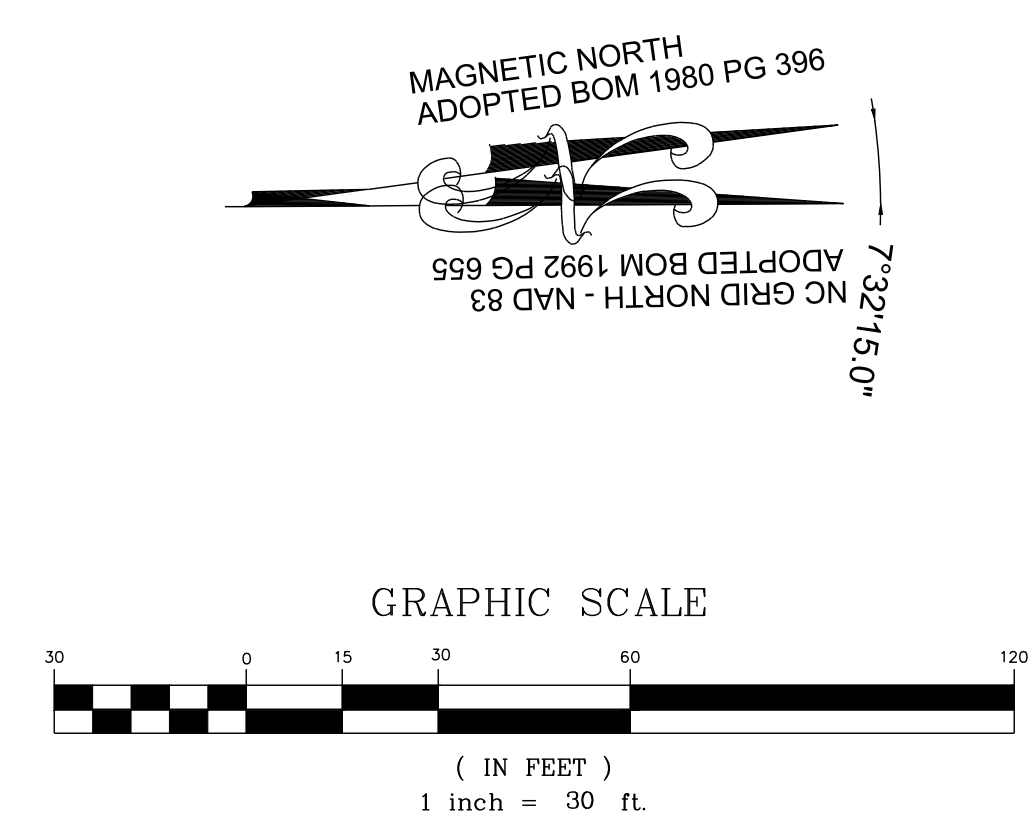 MAGNETIC NORTH
ADOPTED BOM 1980 PG 396
NC GRID NORTH - NAD 83
ADOPTED BOM 1992 PG 655
7°32'15.0"
GRAPHIC SCALE
30 0 15 30 60 120
( IN FEET )
1 inch = 30 ft.